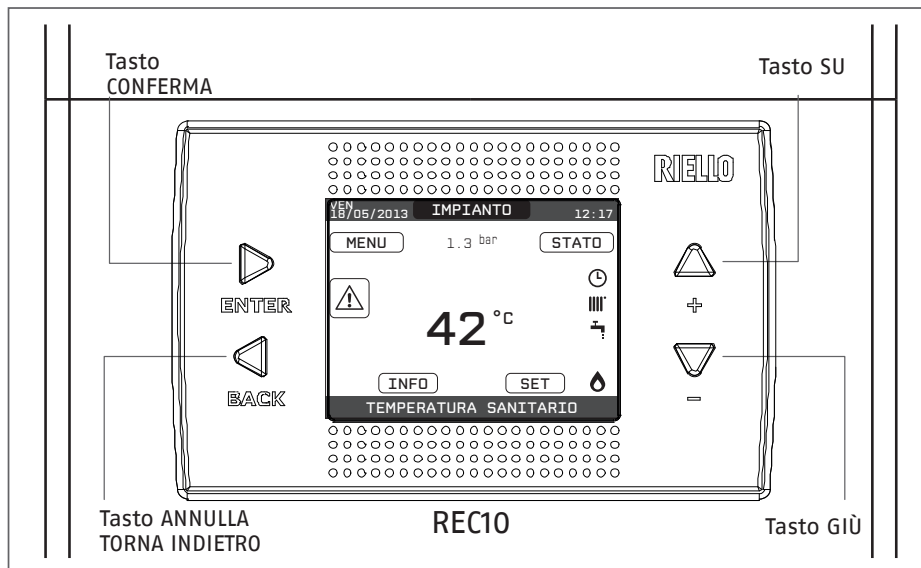 Tasto
CONFERMA
Tasto SU
RIELLO
VEN
18/05/2013 IMPIANTO 12:17
MENU 1.3 bar STATO
ENTER
42 °C
+
INFO SET
BACK
-
TEMPERATURA SANITARIO
Tasto ANNULLA
TORNA INDIETRO
REC10
Tasto GIÙ